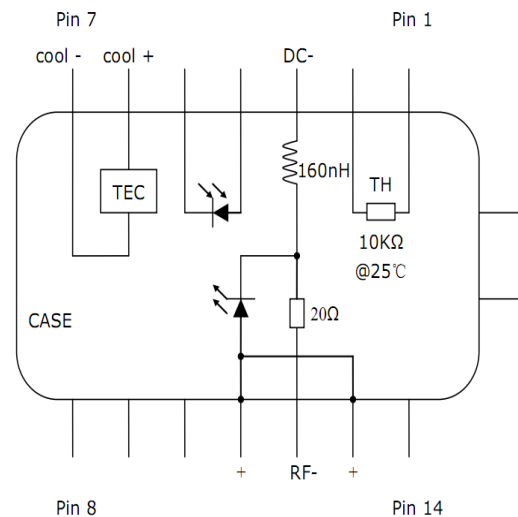 Pin 7
Pin 1
cool -
cool +
DC-
160nH
TH
TEC
10KΩ
@25℃
CASE
20Ω
+
RF-
+
Pin 8
Pin 14